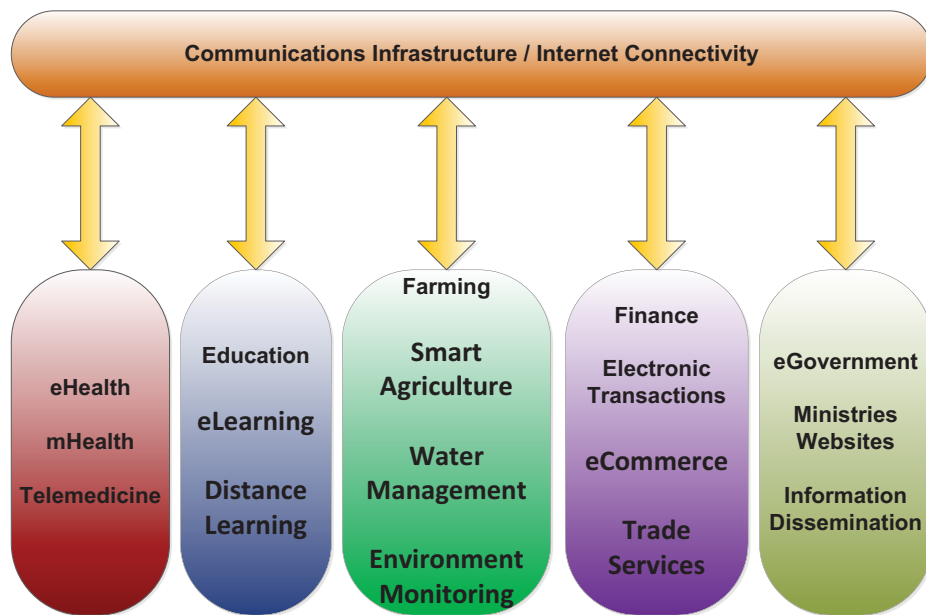 Communications Infrastructure / Internet Connectivity
eHealth
mHealth
Telemedicine
Education
eLearning
Distance
Learning
Farming
Smart
Agriculture
Water
Management
Environment
Monitoring
Finance
Electronic
Transactions
eCommerce
Trade
Services
eGovernment
Ministries
Websites
Information
Dissemination